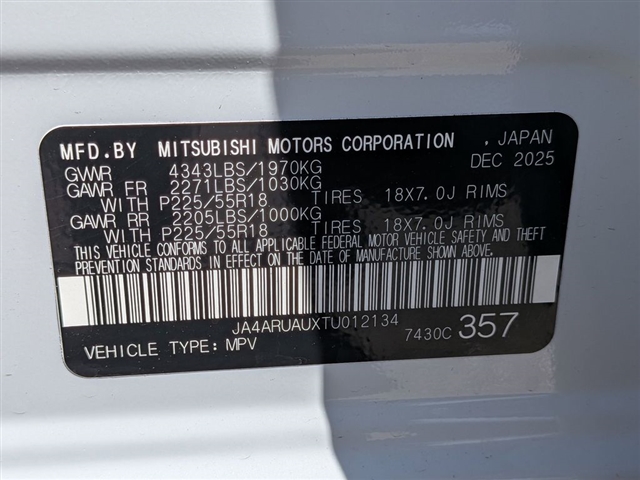 MFD.BY MITSUBISHI MOTORS CORPORATION , JAPAN
GVWR 4343LBS/1970KG DEC 2025
GAWR FR 2271LBS/1030KG
WITH P225/55R18 TIRES 18X7.0J RIMS
GAWR RR 2205LBS/1000KG
WITH P225/55R18 TIRES 18X7.0J RIMS
THIS VEHICLE CONFORMS TO ALL APPLICABLE FEDERAL MOTOR VEHICLE SAFETY AND THEFT
PREVENTION STANDARDS IN EFFECT ON THE DATE OF MANUFACTURE SHOWN ABOVE.
JA4ARUAUXTU012134
VEHICLE TYPE: MPV 7430C 357